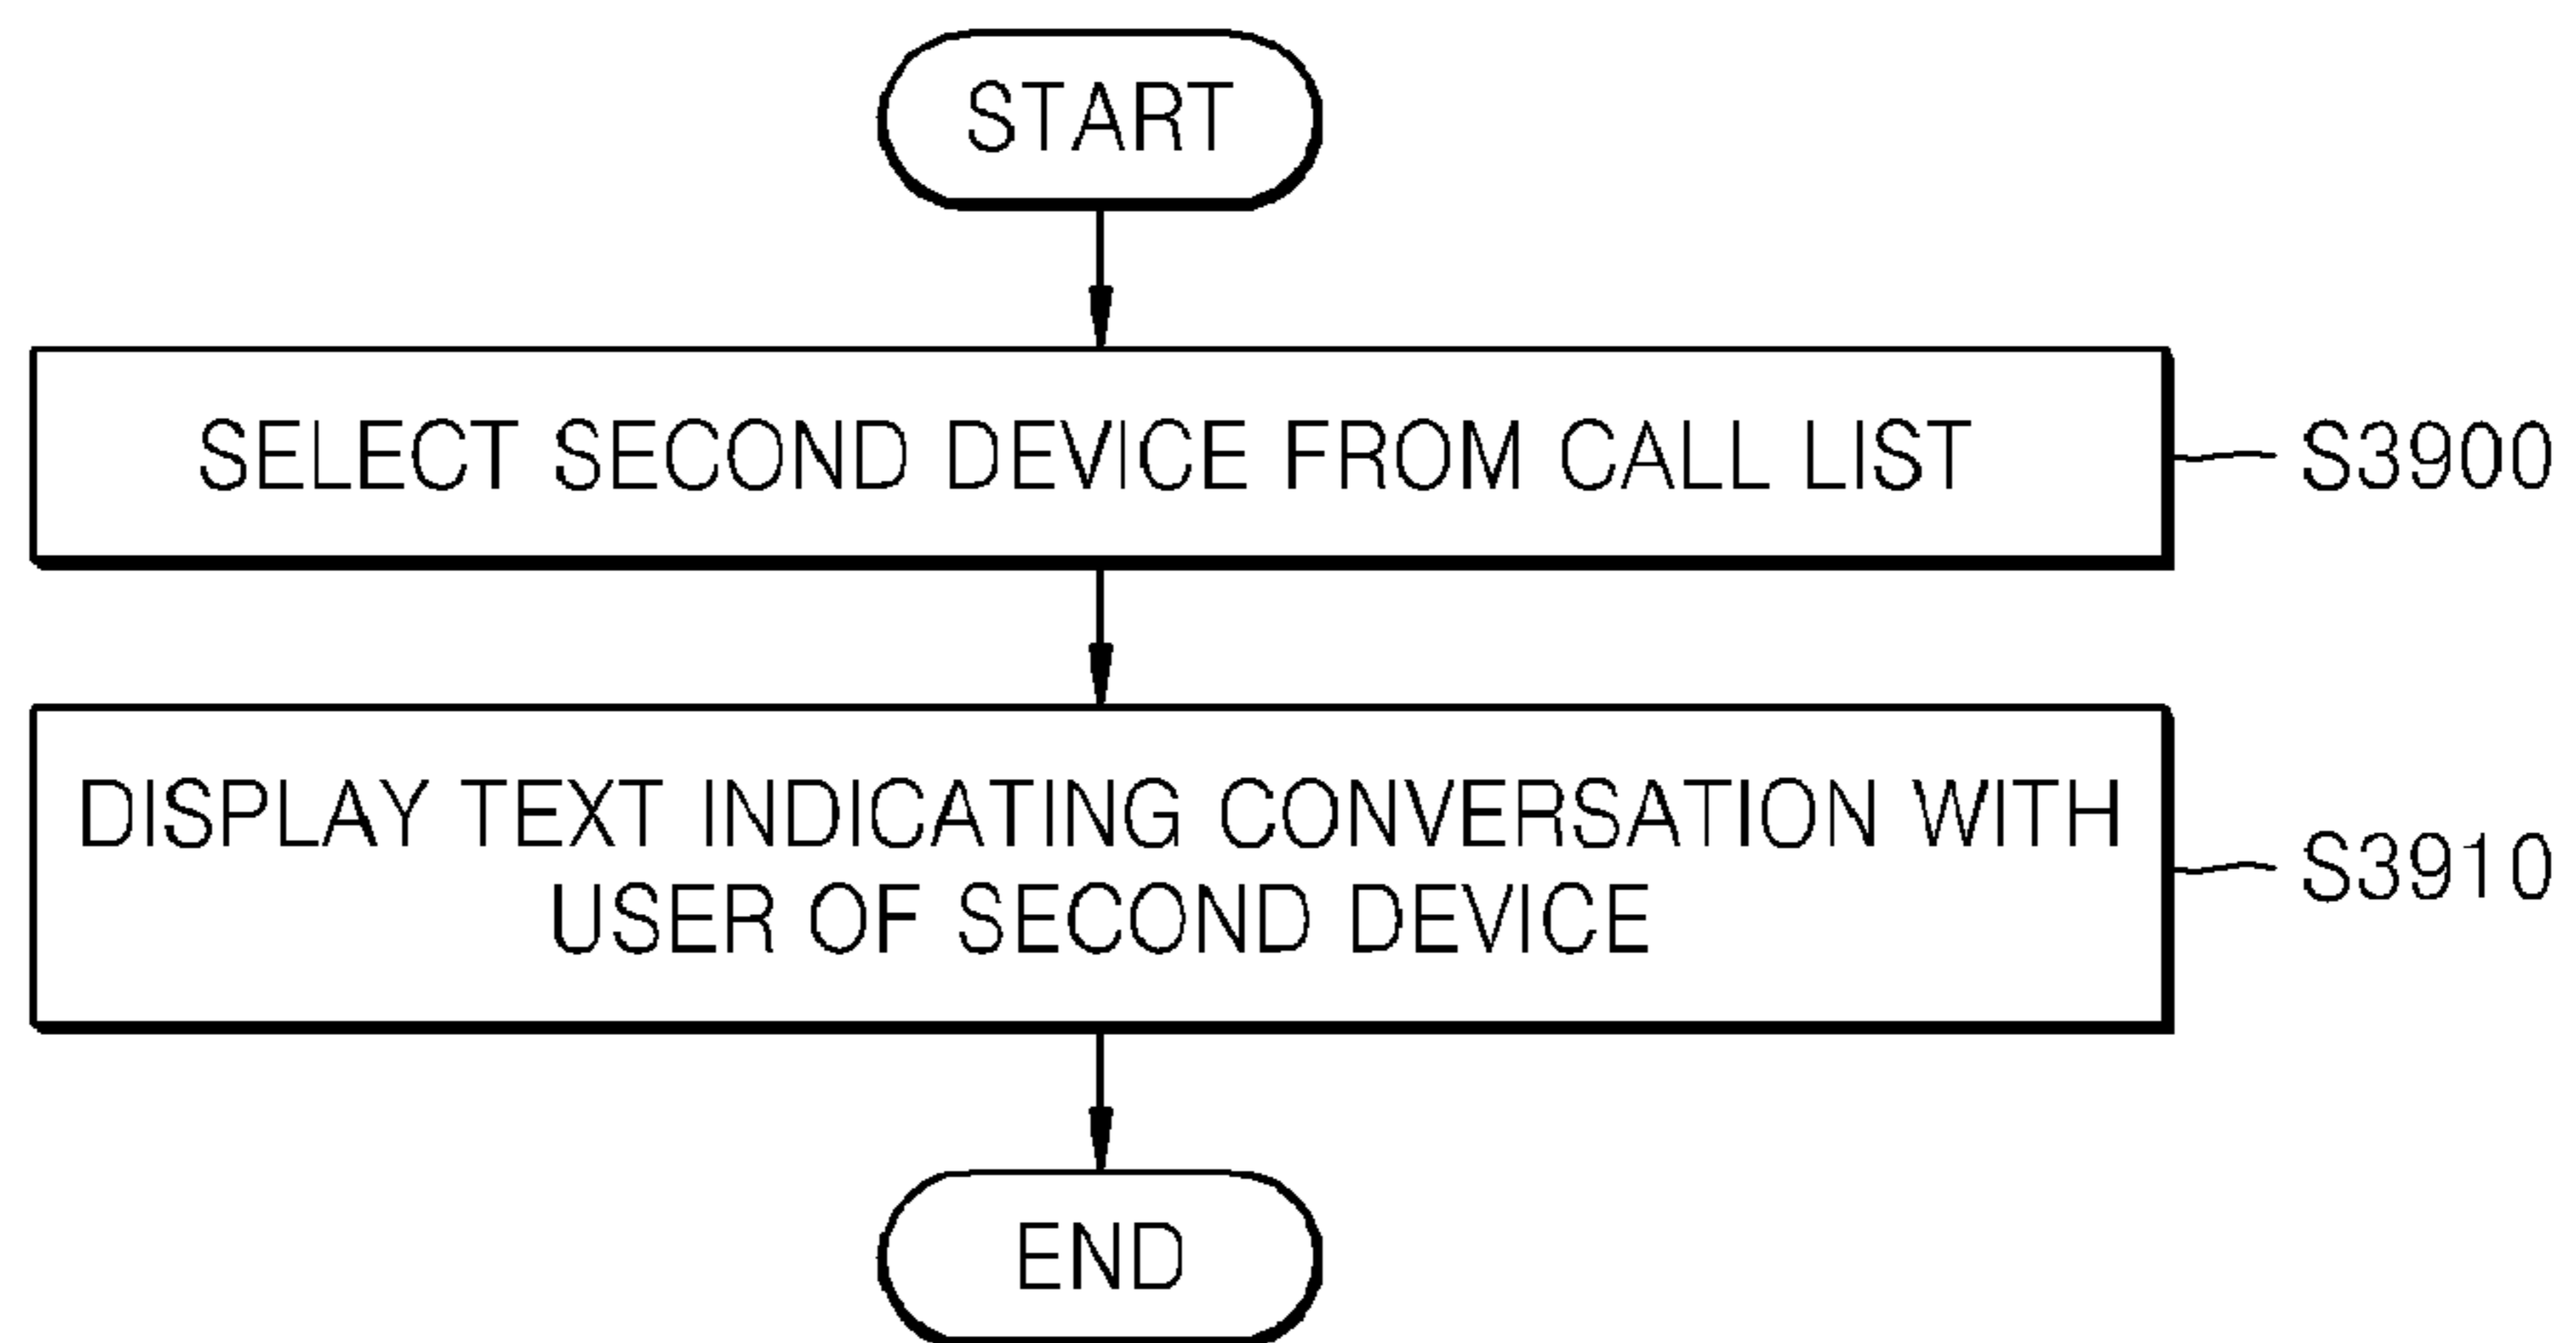 START
SELECT SECOND DEVICE FROM CALL LIST
S3900
DISPLAY TEXT INDICATING CONVERSATION WITH
USER OF SECOND DEVICE
S3910
END